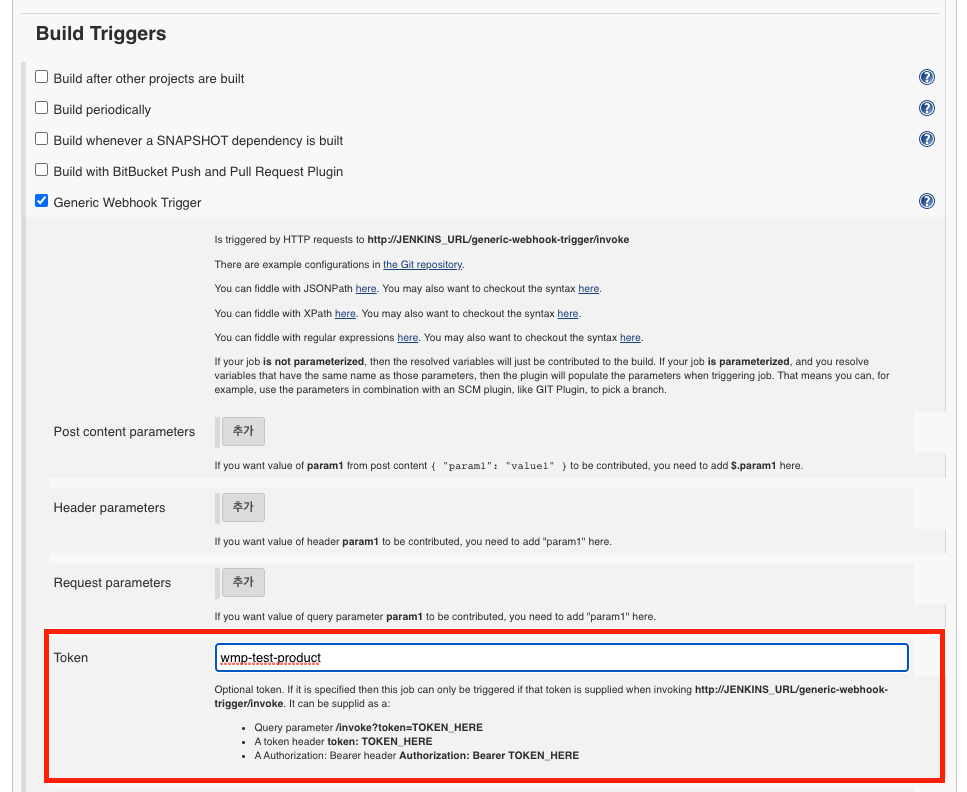 Build Triggers
Build after other projects are built
Build periodically
Build whenever a SNAPSHOT dependency is built
Build with BitBucket Push and Pull Request Plugin
Generic Webhook Trigger
Is triggered by HTTP requests to http://JENKINS_URL/generic-webhook-trigger/invoke
There are example configurations in the Git repository.
You can fiddle with JSONPath here. You may also want to checkout the syntax here.
You can fiddle with XPath here. You may also want to checkout the syntax here.
You can fiddle with regular expressions here. You may also want to checkout the syntax here.
If your job is not parameterized, then the resolved variables will just be contributed to the build. If your job is parameterized, and you resolve
variables that have the same name as those parameters, then the plugin will populate the parameters when triggering job. That means you can, for
example, use the parameters in combination with an SCM plugin, like GIT Plugin, to pick a branch.
Post content parameters 추가
If you want value of param1 from post content { "param1": "value1" } to be contributed, you need to add $.param1 here.
Header parameters 추가
If you want value of header param1 to be contributed, you need to add "param1" here.
Request parameters 추가
If you want value of query parameter param1 to be contributed, you need to add "param1" here.
Token wmp-test-product
Optional token. If it is specified then this job can only be triggered if that token is supplied when invoking http://JENKINS_URL/generic-webhook-
trigger/invoke. It can be supplid as a:
• Query parameter /invoke?token=TOKEN_HERE
• A token header token: TOKEN_HERE
• A Authorization: Bearer header Authorization: Bearer TOKEN_HERE